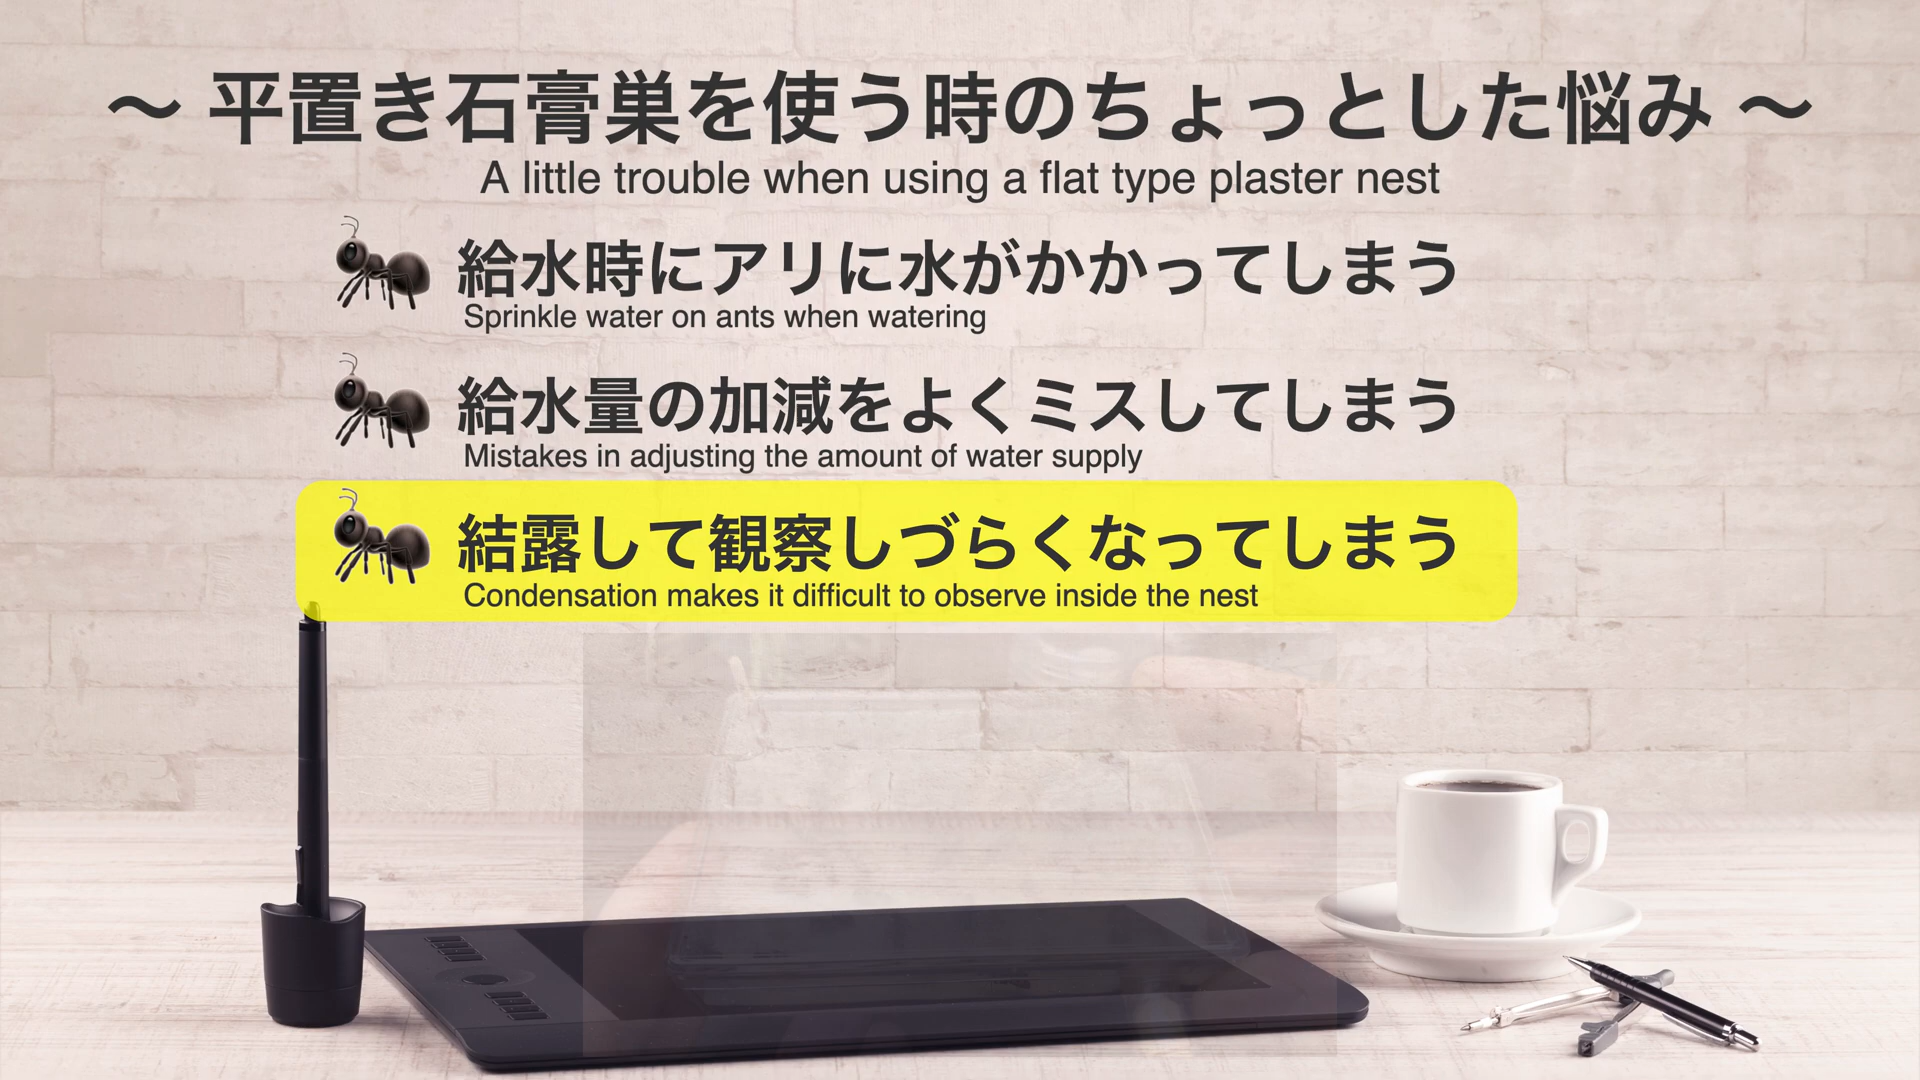 〜 平置き石膏巣を使う時のちょっとした悩み 〜
A little trouble when using a flat type plaster nest
給水時にアリに水がかかってしまう
Sprinkle water on ants when watering
給水量の加減をよくミスしてしまう
Mistakes in adjusting the amount of water supply
結露して観察しづらくなってしまう
Condensation makes it difficult to observe inside the nest